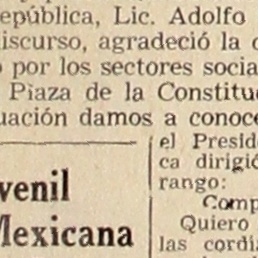 epública, Lic. Adolfo
iscurso, agradeció la
por los sectores socia
Piaza de la Constitu
uación damos a conoce
el Presid
ca dirigi
rango:
Comp
Quiero
las cordi
venil
Mexicana